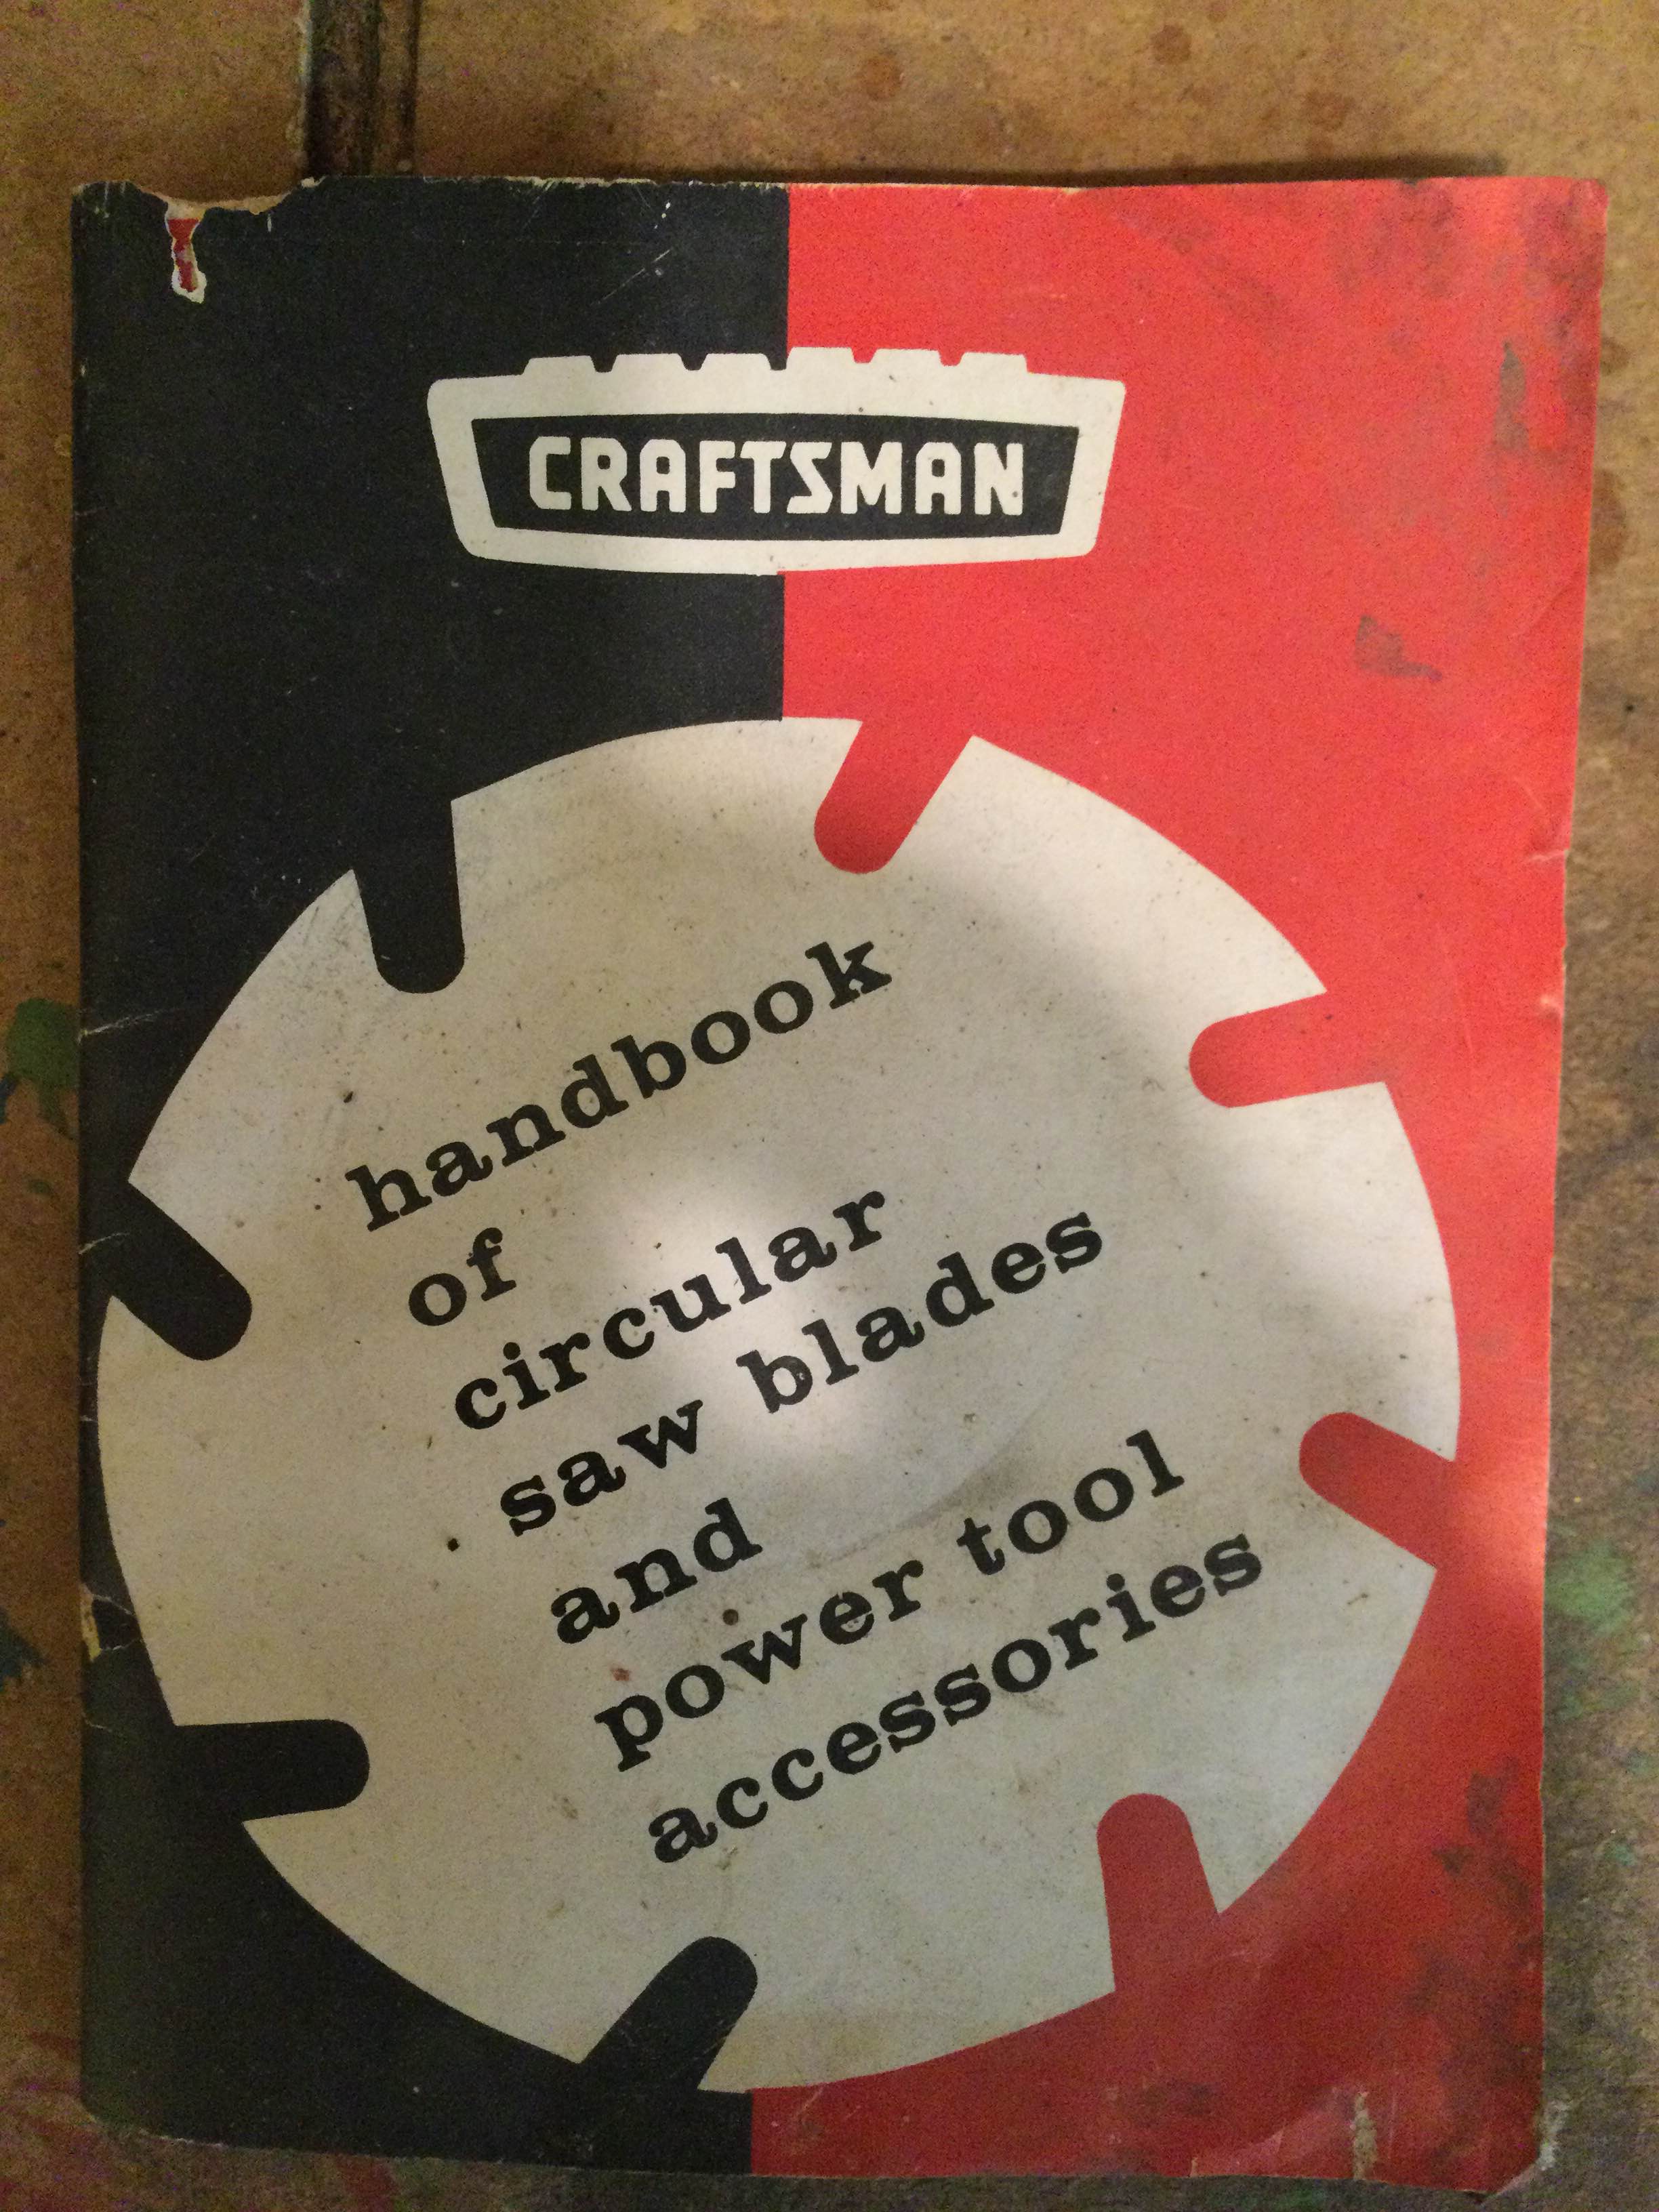 CRAFTSMAN
handbook
of
circular
saw blades
and
power tool
accessories